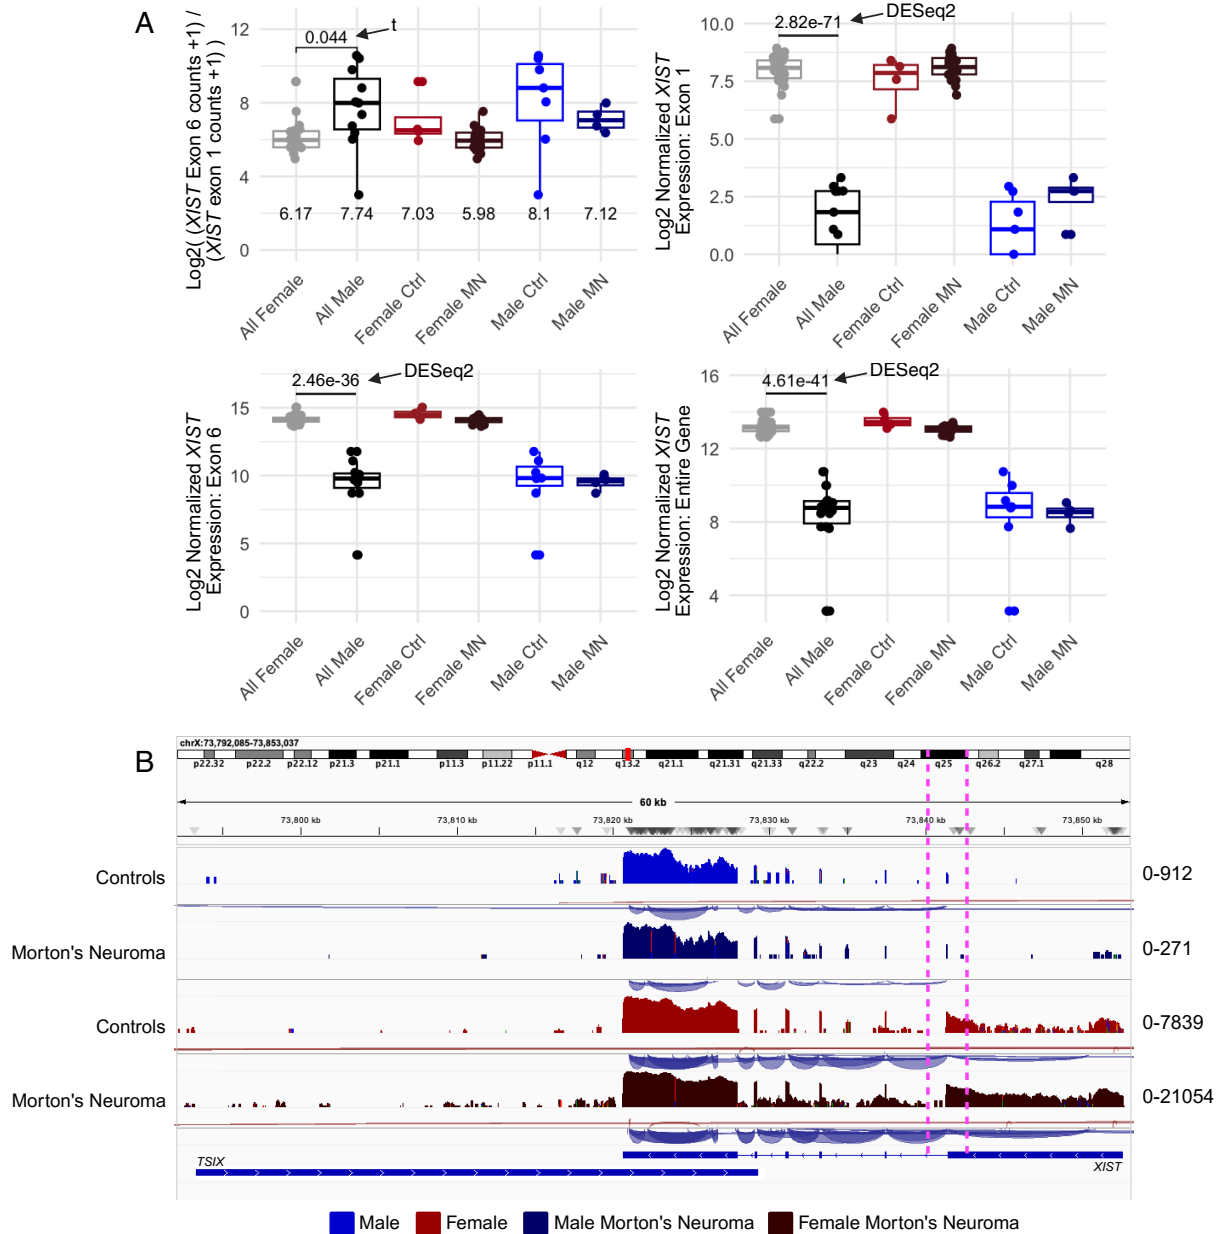 A
Log2( (XIST Exon 6 counts +1) /
(XIST exon 1 counts +1) )
12
8
4
0
0.044
t
6.17 7.74 7.03 5.98 8.1 7.12
All Female All Male Female Ctrl Female MN Male Ctrl Male MN
Log2 Normalized XIST
Expression: Exon 1
10.0
7.5
5.0
2.5
0.0
2.82e-71
DESeq2
All Female All Male Female Ctrl Female MN Male Ctrl Male MN
Log2 Normalized XIST
Expression: Exon 6
15
10
5
0
2.46e-36
DESeq2
All Female All Male Female Ctrl Female MN Male Ctrl Male MN
Log2 Normalized XIST
Expression: Entire Gene
16
12
8
4
4.61e-41
DESeq2
All Female All Male Female Ctrl Female MN Male Ctrl Male MN
B
chrX:73,792,085-73,853,037
p22.32 p22.2 p22.12 p21.3 p21.1 p11.3 p11.22 p11.1 q12 q13.2 q21.1 q21.31 q21.33 q22.2 q23 q24 q25 q26.2 q27.1 q28
60 kb
73,800 kb 73,810 kb 73,820 kb 73,830 kb 73,840 kb 73,850 kb
Controls 0-912
Morton's Neuroma 0-271
Controls 0-7839
Morton's Neuroma 0-21054
TSIX XIST
Male Female Male Morton's Neuroma Female Morton's Neuroma